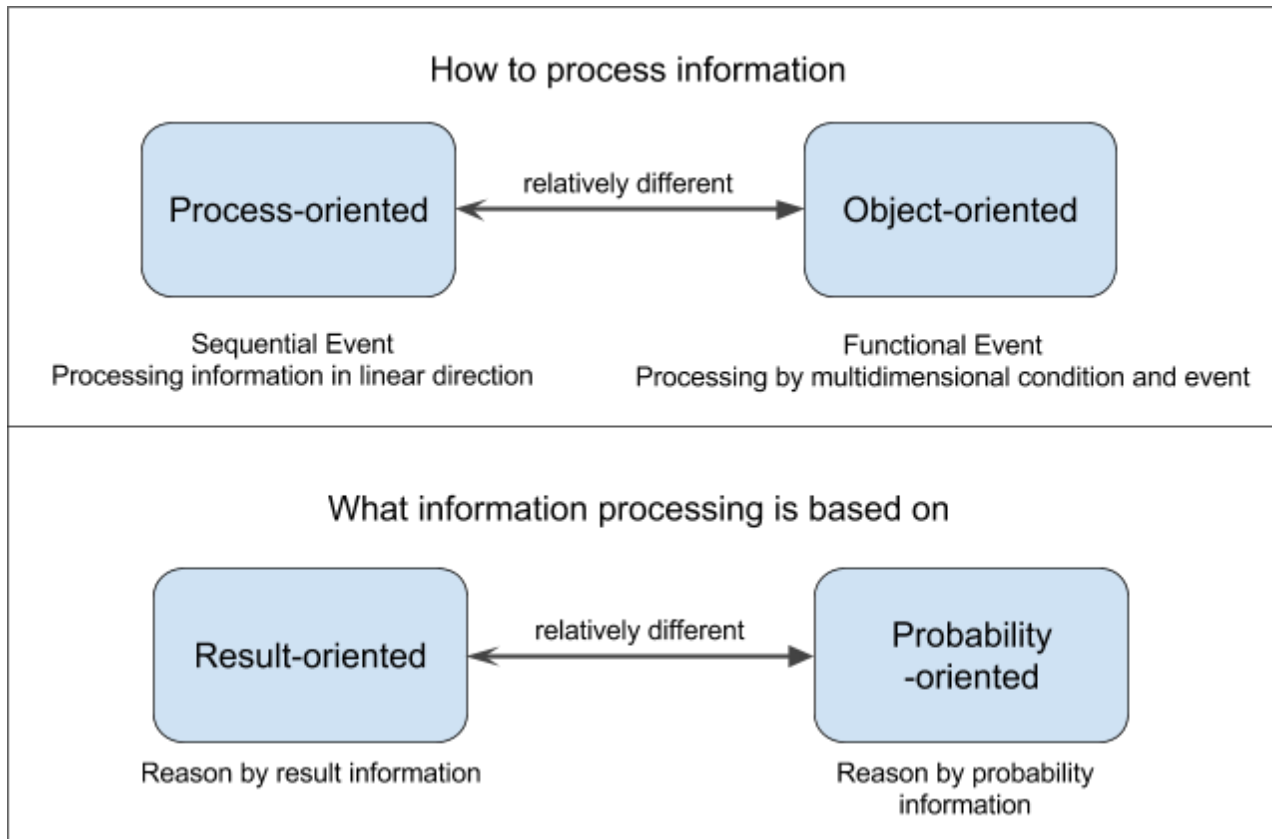 How to process information
Process-oriented
relatively different
Object-oriented
Sequential Event
Processing information in linear direction
Functional Event
Processing by multidimensional condition and event
What information processing is based on
Result-oriented
relatively different
Probability
-oriented
Reason by result information
Reason by probability
information